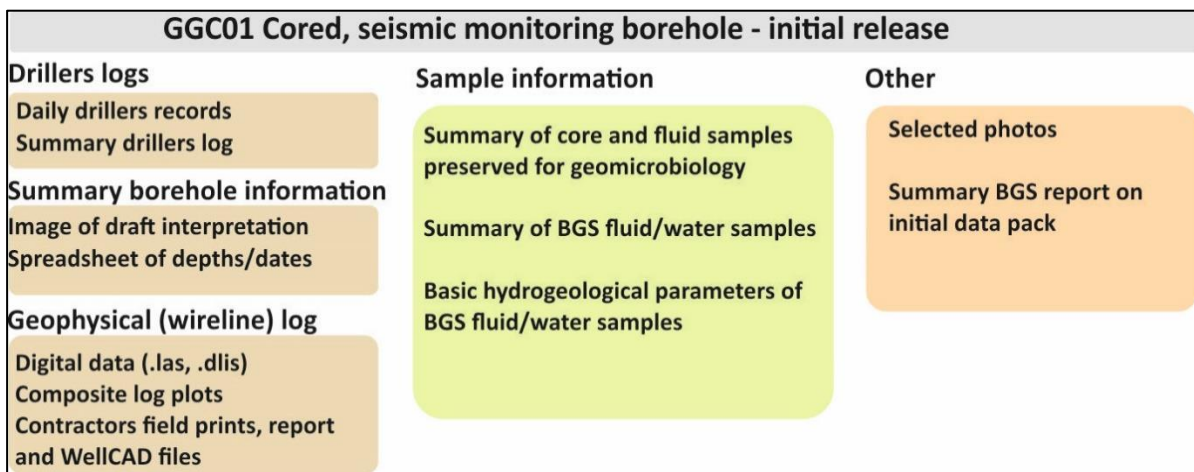 GGC01 Cored, seismic monitoring borehole - initial release
Drillers logs
Daily drillers records
Summary drillers log
Summary borehole information
Image of draft interpretation
Spreadsheet of depths/dates
Geophysical (wireline) log
Digital data (.las, .dlis)
Composite log plots
Contractors field prints, report
and WellCAD files
Sample information
Summary of core and fluid samples
preserved for geomicrobiology
Summary of BGS fluid/water samples
Basic hydrogeological parameters of
BGS fluid/water samples
Other
Selected photos
Summary BGS report on
initial data pack